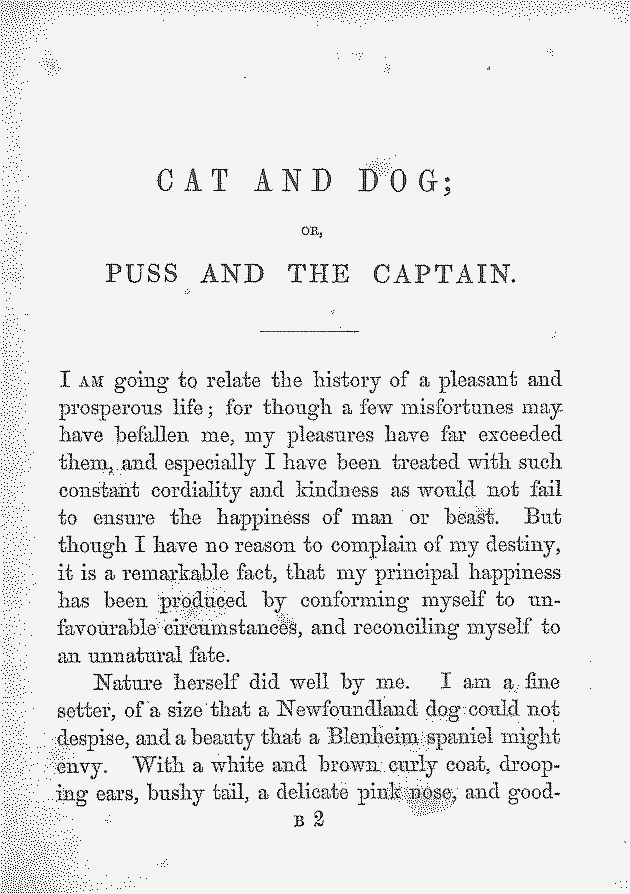 CAT AND DOG;
OR,
PUSS AND THE CAPTAIN.
I AM going to relate the history of a pleasant and
prosperous life; for though a few misfortunes may
have befallen me, my pleasures have far exceeded
them, and especially I have been treated with such
constant cordiality and kindness as would not fail
to ensure the happiness of man or beast. But
though I have no reason to complain of my destiny,
it is a remarkable fact, that my principal happiness
has been produced by conforming myself to un-
favourable circumstances, and reconciling myself to
an unnatural fate.
Nature herself did well by me. I am a fine
setter, of a size that a Newfoundland dog could not
despise, and a beauty that a Blenheim spaniel might
envy. With a white and brown curly coat, droop-
ing ears, bushy tail, a delicate pink nose, and good-
B 2